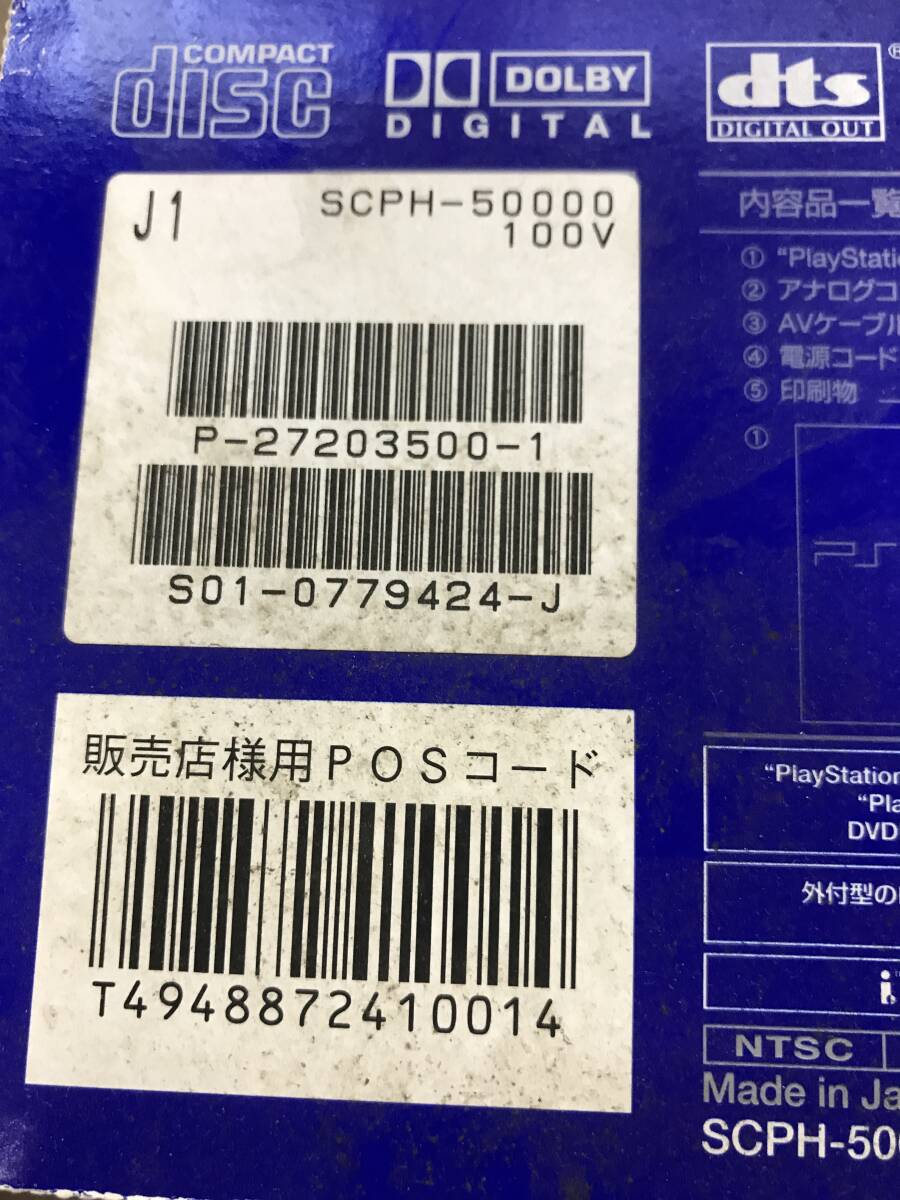 COMPACT
disc
DOLBY
DIGITAL
dts
DIGITAL OUT
J1
SCPH-50000
100V
P-27203500-1
S01-0779424-J
販売店様用POSコード
T4948872410014
内容品一覧
① "PlayStatio
② アナログコ
③ AVケーブル
④ 電源コード
⑤ 印刷物
①
PS
"PlayStation
"Pla
DVD
外付型の
i.
NTSC
Made in Ja
SCPH-500